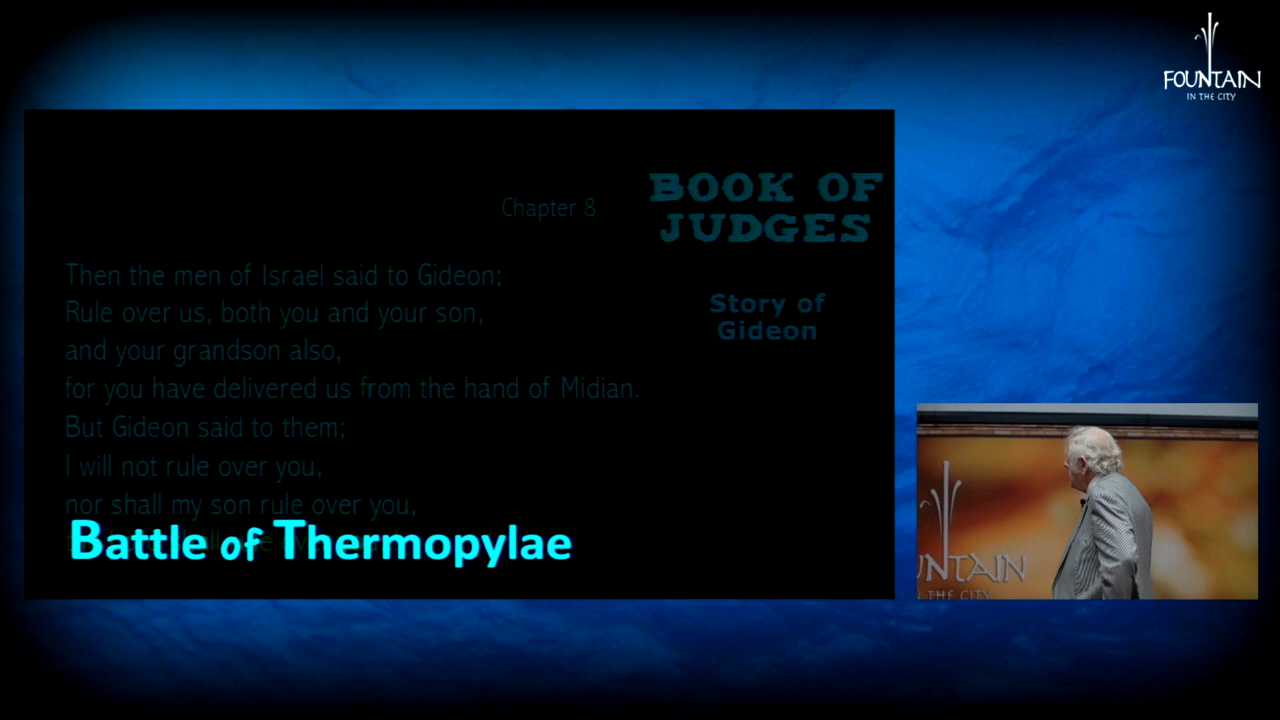 FOUNTAIN
IN THE CITY
BOOK OF
JUDGES
Chapter 8
Story of
Gideon
Then the men of Israel said to Gideon;
Rule over us, both you and your son,
and your grandson also,
for you have delivered us from the hand of Midian.
But Gideon said to them;
I will not rule over you,
nor shall my son rule over you,
Battle of Thermopylae
UNTAIN
THE CITY